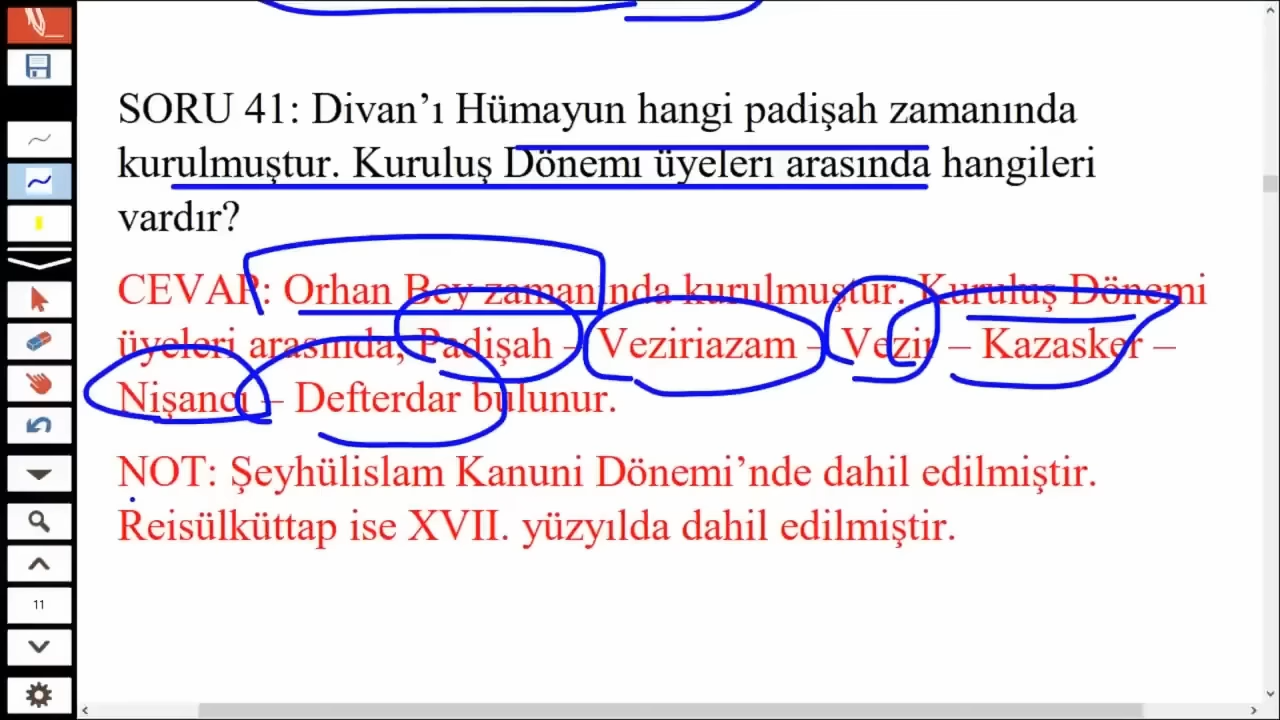 SORU 41: Divan’ı Hümayun hangi padişah zamanında
kurulmuştur. Kuruluş Dönemi üyeleri arasında hangileri
vardır?
CEVAP: Orhan Bey zamanında kurulmuştur. Kuruluş Dönemi
üyeleri arasında, Padişah – Veziriazam – Vezir – Kazasker –
Nişancı – Defterdar bulunur.
NOT: Şeyhülislam Kanuni Dönemi’nde dahil edilmiştir.
Reisülküttap ise XVII. yüzyılda dahil edilmiştir.
11